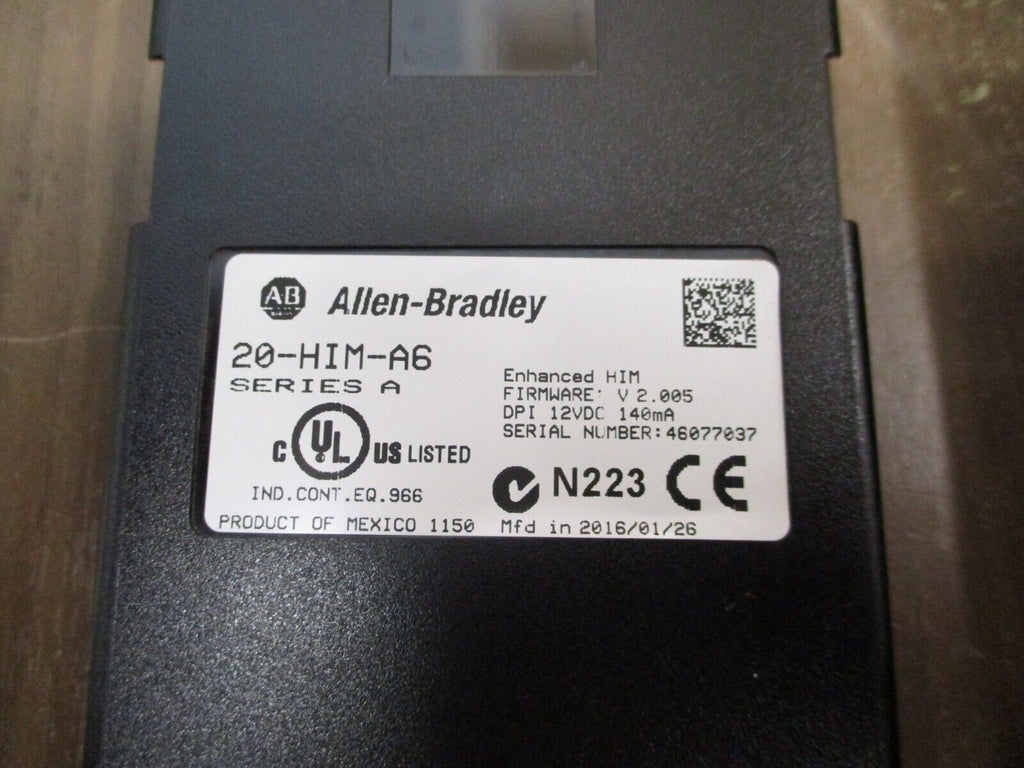 AB Allen-Bradley
20-HIM-A6
SERIES A
Enhanced HIM
FIRMWARE: V 2.005
DPI 12VDC 140mA
SERIAL NUMBER:46077037
C UL US LISTED
IND.CONT.EQ.966
N223 CE
PRODUCT OF MEXICO 1150 Mfd in 2016/01/26